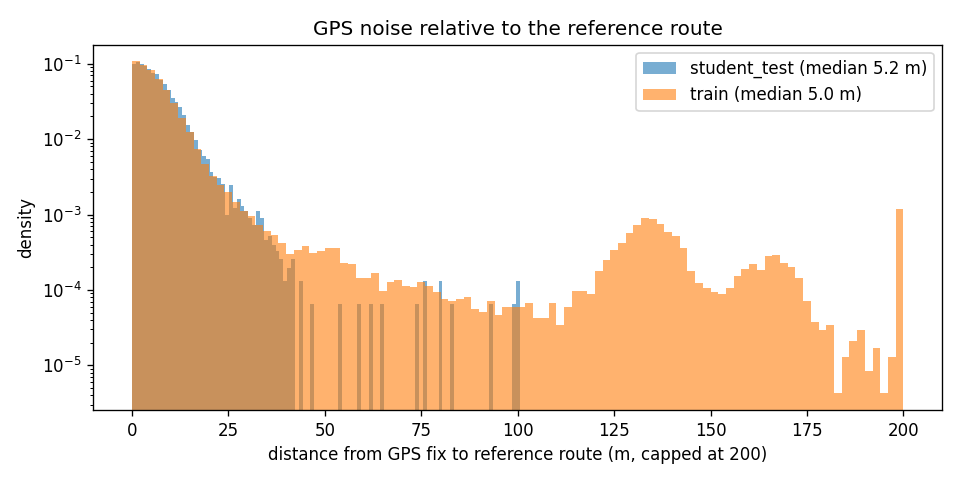 GPS noise relative to the reference route
student_test (median 5.2 m)
train (median 5.0 m)
density
10⁻¹
10⁻²
10⁻³
10⁻⁴
10⁻⁵
0 25 50 75 100 125 150 175 200
distance from GPS fix to reference route (m, capped at 200)